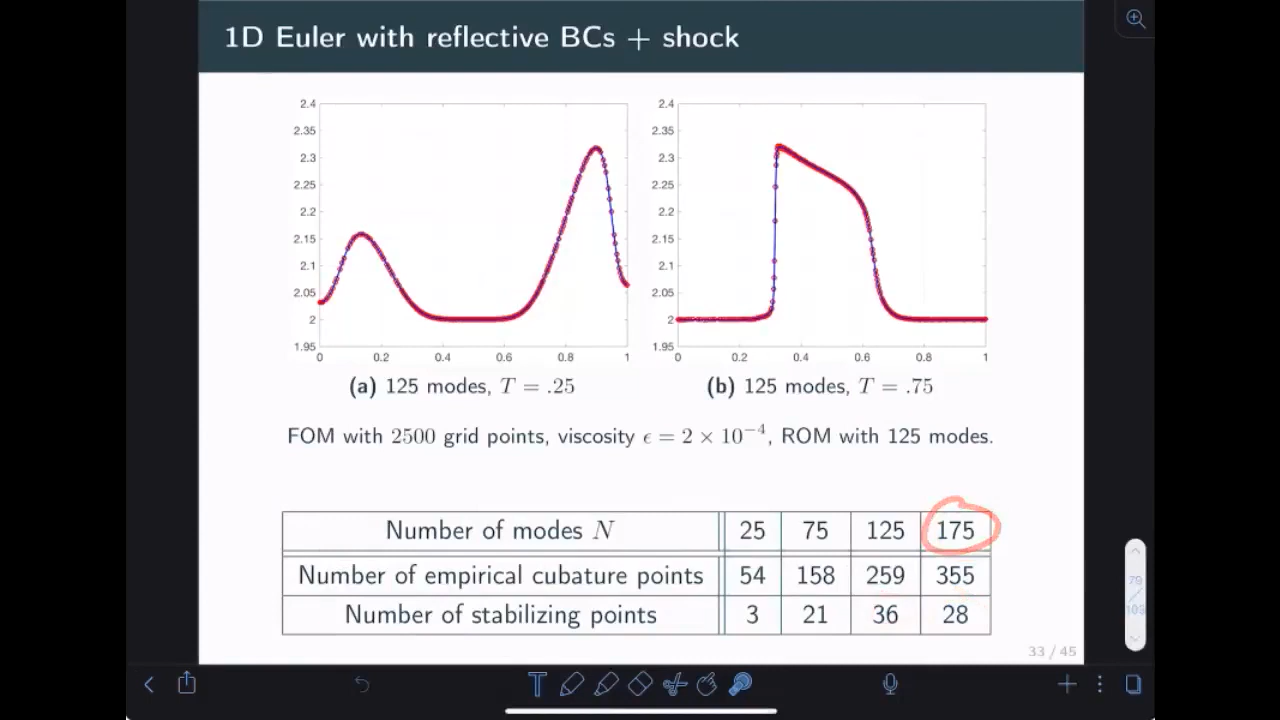 1D Euler with reflective BCs + shock
2.4 2.4
2.35 2.35
2.3 2.3
2.25 2.25
2.2 2.2
2.15 2.15
2.1 2.1
2.05 2.05
2 2
1.95 1.95
0 0.2 0.4 0.6 0.8 1 0 0.2 0.4 0.6 0.8 1
(a) 125 modes, T = .25 (b) 125 modes, T = .75
FOM with 2500 grid points, viscosity ϵ = 2 × 10⁻⁴, ROM with 125 modes.
Number of modes N 25 75 125 175
Number of empirical cubature points 54 158 259 355
Number of stabilizing points 3 21 36 28
33 / 45
79
/
103